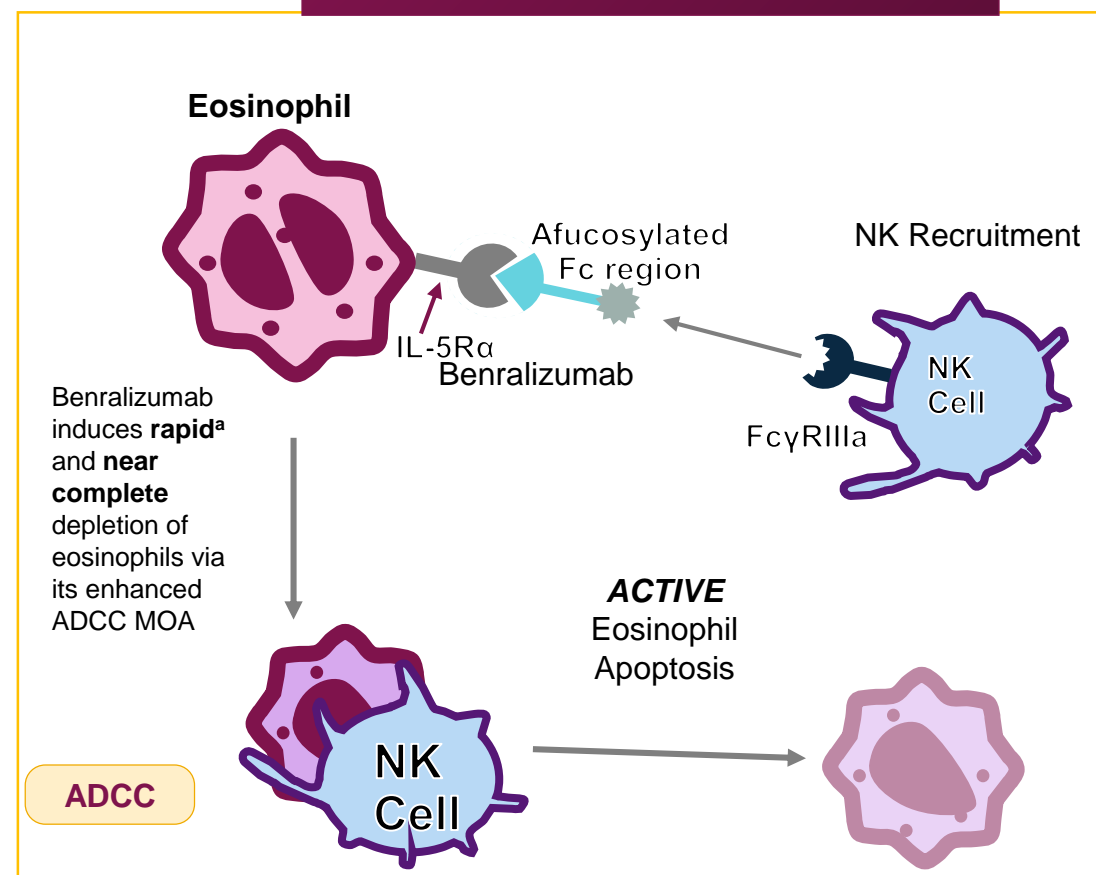 Eosinophil
Afucosylated
Fc region
NK Recruitment
IL-5Rα
Benralizumab
NK
Cell
FcγRIIIa
Benralizumab
induces rapidᵃ
and near
complete
depletion of
eosinophils via
its enhanced
ADCC MOA
ACTIVE
Eosinophil
Apoptosis
NK
Cell
ADCC